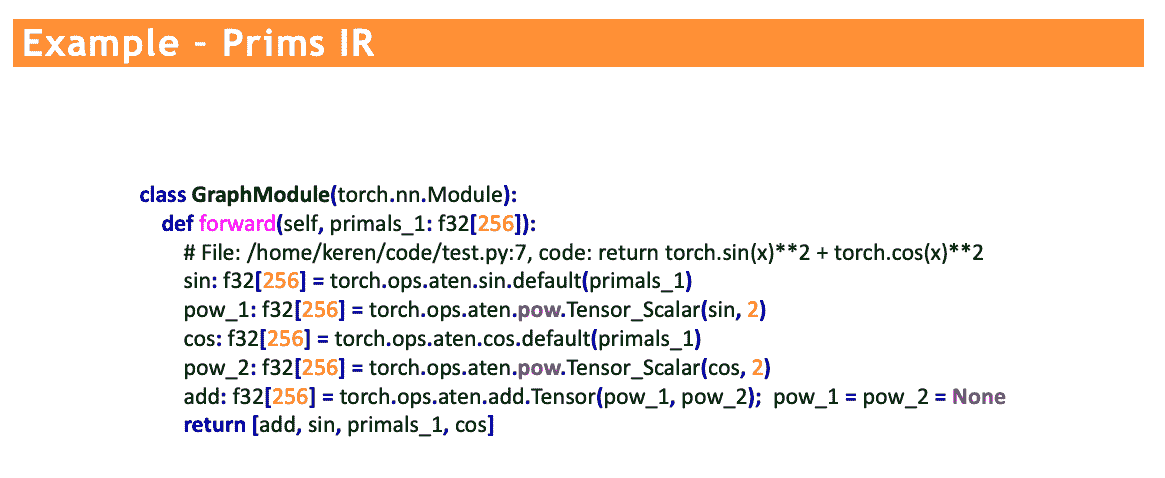 Example - Prims IR
class GraphModule(torch.nn.Module):
def forward(self, primals_1: f32[256]):
# File: /home/keren/code/test.py:7, code: return torch.sin(x)**2 + torch.cos(x)**2
sin: f32[256] = torch.ops.aten.sin.default(primals_1)
pow_1: f32[256] = torch.ops.aten.pow.Tensor_Scalar(sin, 2)
cos: f32[256] = torch.ops.aten.cos.default(primals_1)
pow_2: f32[256] = torch.ops.aten.pow.Tensor_Scalar(cos, 2)
add: f32[256] = torch.ops.aten.add.Tensor(pow_1, pow_2);  pow_1 = pow_2 = None
return [add, sin, primals_1, cos]